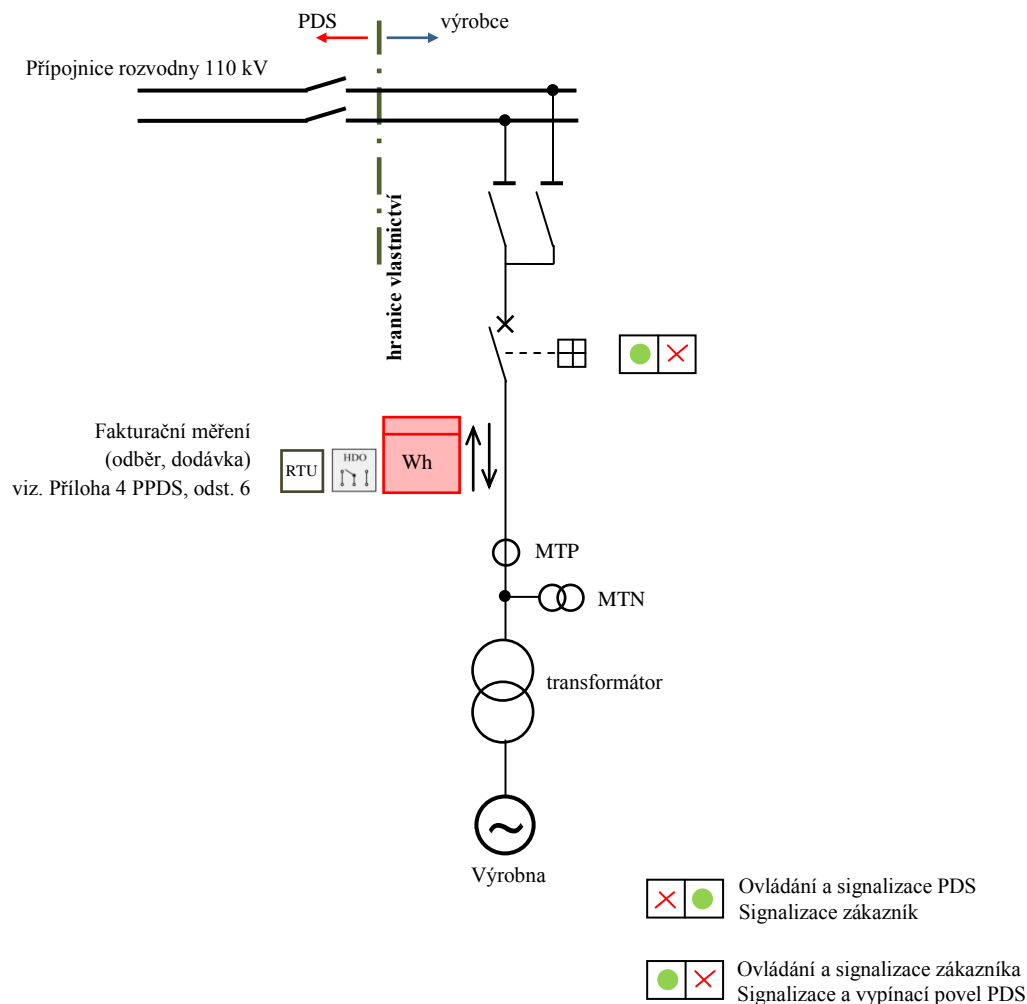 PDS
výrobce
Přípojnice rozvodny 110 kV
hranice vlastnictví
Fakturační měření
(odběr, dodávka)
viz. Příloha 4 PPDS, odst. 6
RTU
HDO
Wh
MTP
MTN
transformátor
Výrobna
Ovládání a signalizace PDS
Signalizace zákazník
Ovládání a signalizace zákazníka
Signalizace a vypínací povel PDS